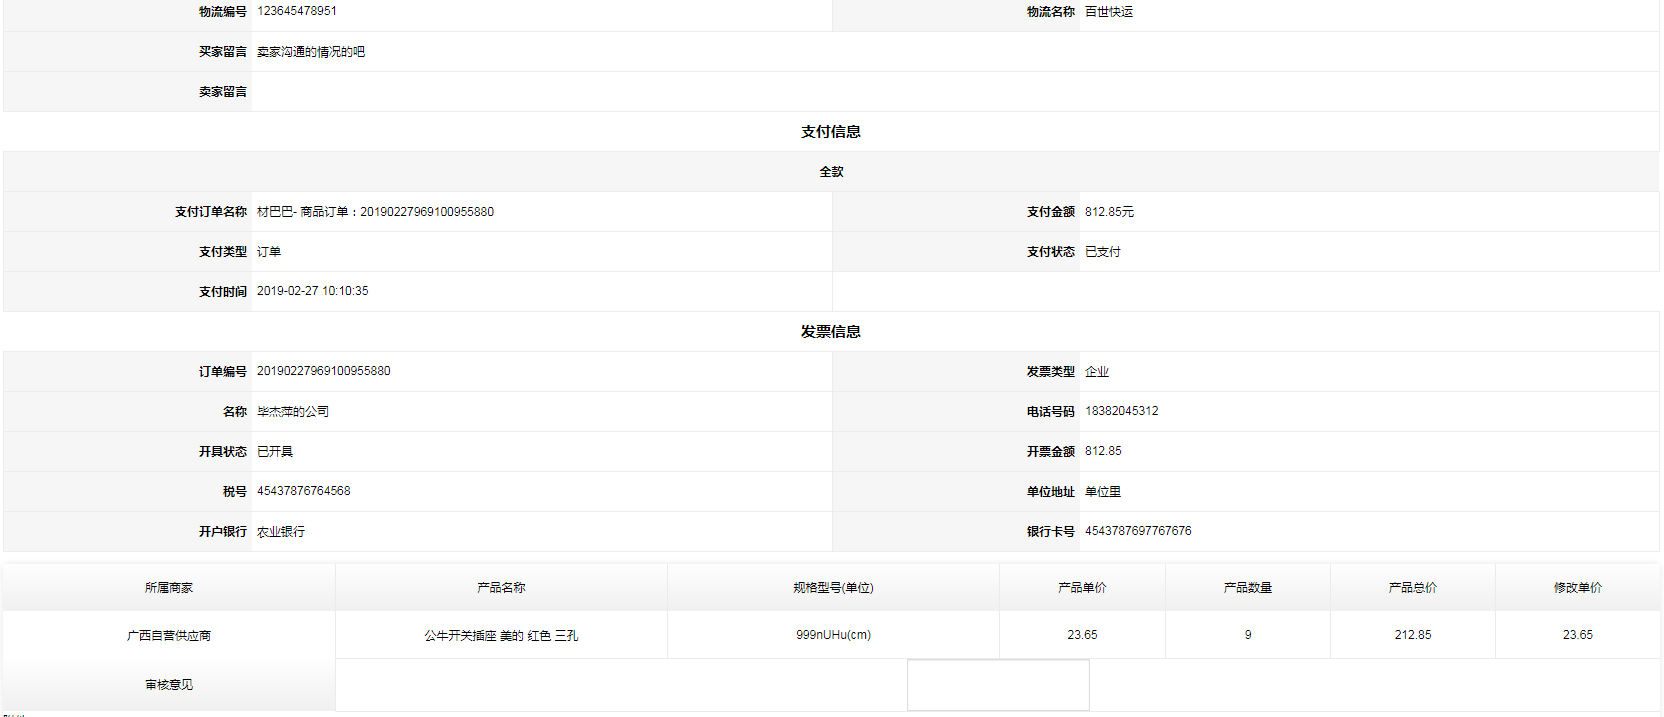 物流编号 123645478951 物流名称 百世快运
买家留言 卖家沟通的情况的吧
卖家留言
支付信息
全款
支付订单名称 材巴巴- 商品订单：20190227969100955880 支付金额 812.85元
支付类型 订单 支付状态 已支付
支付时间 2019-02-27 10:10:35
发票信息
订单编号 20190227969100955880 发票类型 企业
名称 毕杰萍的公司 电话号码 18382045312
开具状态 已开具 开票金额 812.85
税号 45437876764568 单位地址 单位里
开户银行 农业银行 银行卡号 4543787697767676
所属商家 产品名称 规格型号(单位) 产品单价 产品数量 产品总价 修改单价
广西自营供应商 公牛开关插座 美的 红色 三孔 999nUHu(cm) 23.65 9 212.85 23.65
审核意见